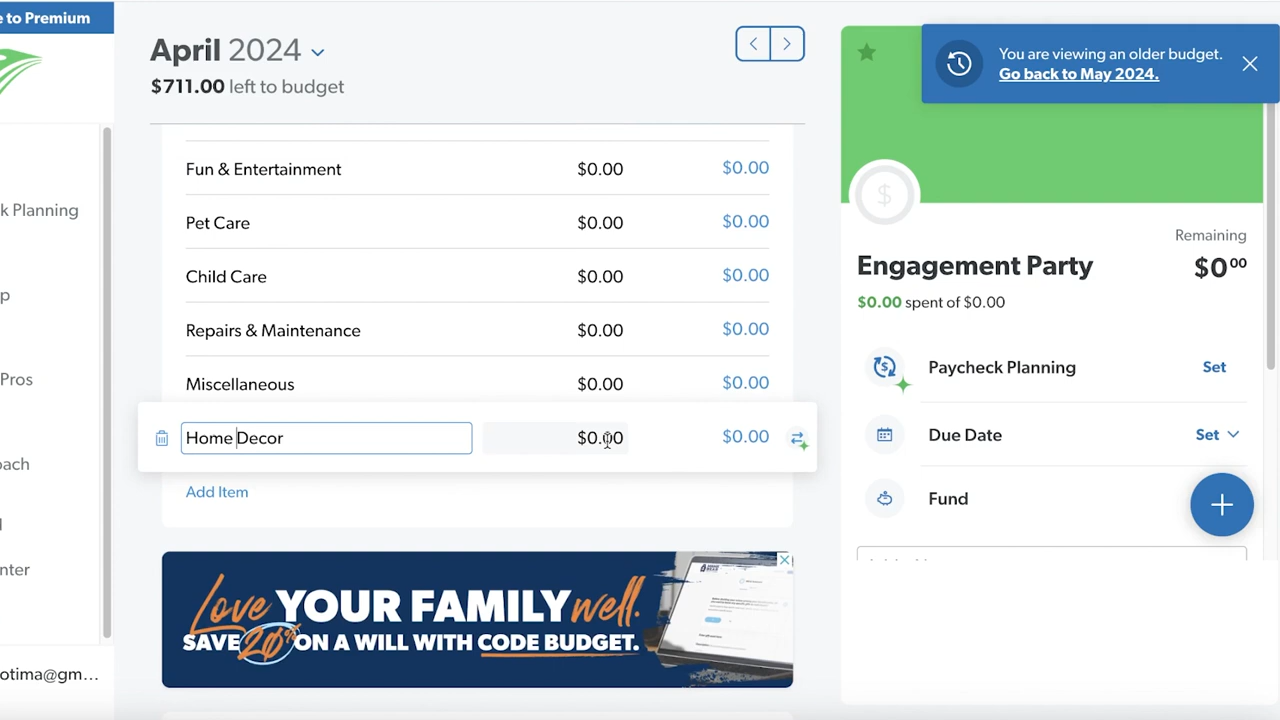 e to Premium
k Planning
p
Pros
oach
g
nter
otima@gm...
April 2024
$711.00 left to budget
Fun & Entertainment $0.00 $0.00
Pet Care $0.00 $0.00
Child Care $0.00 $0.00
Repairs & Maintenance $0.00 $0.00
Miscellaneous $0.00 $0.00
Home Decor $0.00 $0.00
Add Item
Love YOUR FAMILY well.
SAVE 20% ON A WILL WITH CODE BUDGET.
You are viewing an older budget.
Go back to May 2024.
Remaining
Engagement Party $0 00
$0.00 spent of $0.00
Paycheck Planning Set
Due Date Set
Fund